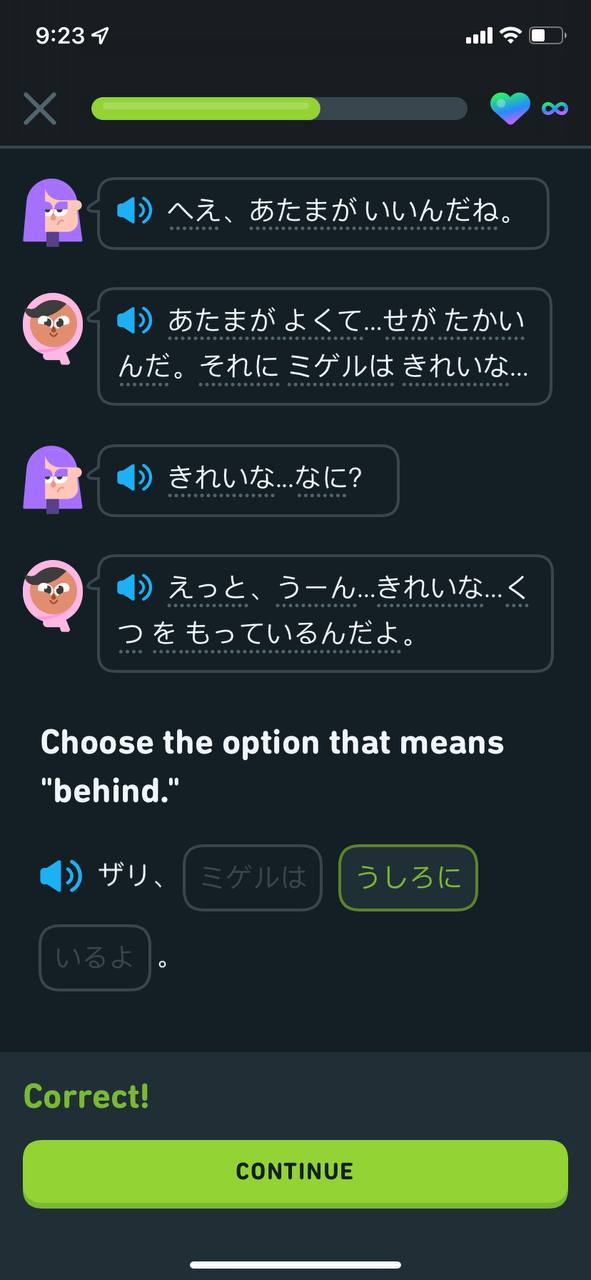 9:23
へえ、あたまが いいんだね。
あたまが よくて...せが たかい
んだ。それに ミゲルは きれいな...
きれいな...なに?
えっと、うーん...きれいな...く
つ を もっているんだよ。
Choose the option that means
"behind."
ザリ、 ミゲルは うしろに
いるよ 。
Correct!
CONTINUE